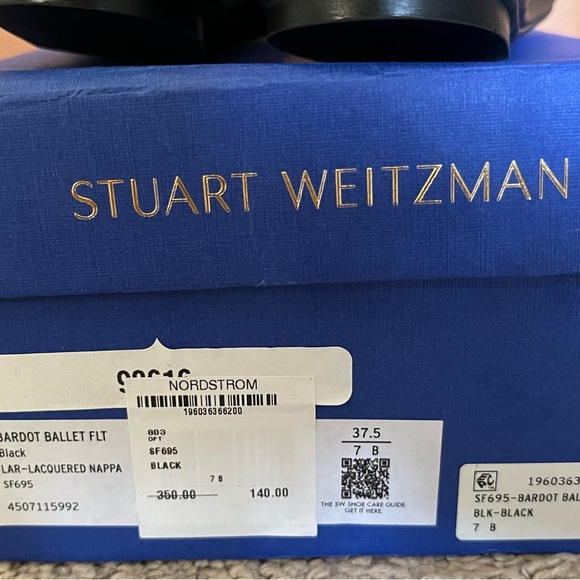 STUART WEITZMAN
NORDSTROM
196036366200
803
OPT
SF695
BLACK
7 B
350.00 140.00
BARDOT BALLET FLT
Black
LAR-LACQUERED NAPPA
SF695
4507115992
37.5
7 B
THE SW SHOE CARE GUIDE.
GET IT HERE.
1960363
SF695-BARDOT BAL
BLK-BLACK
7 B